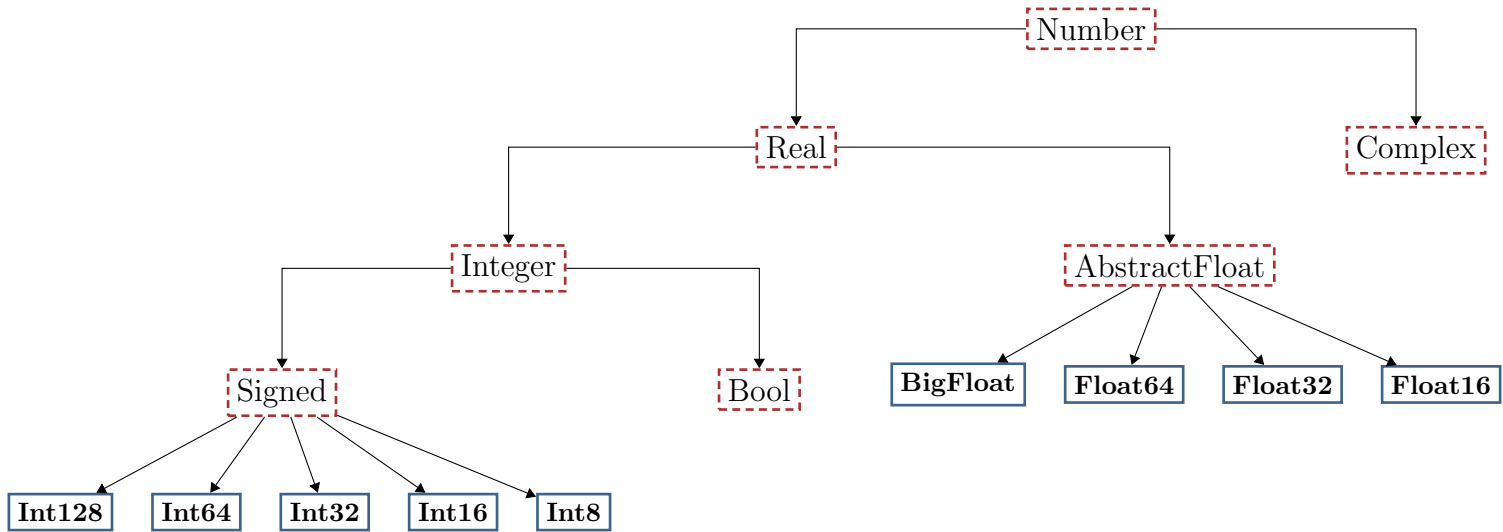 Number
Real
Complex
Integer
AbstractFloat
Signed
Bool
BigFloat
Float64
Float32
Float16
Int128
Int64
Int32
Int16
Int8